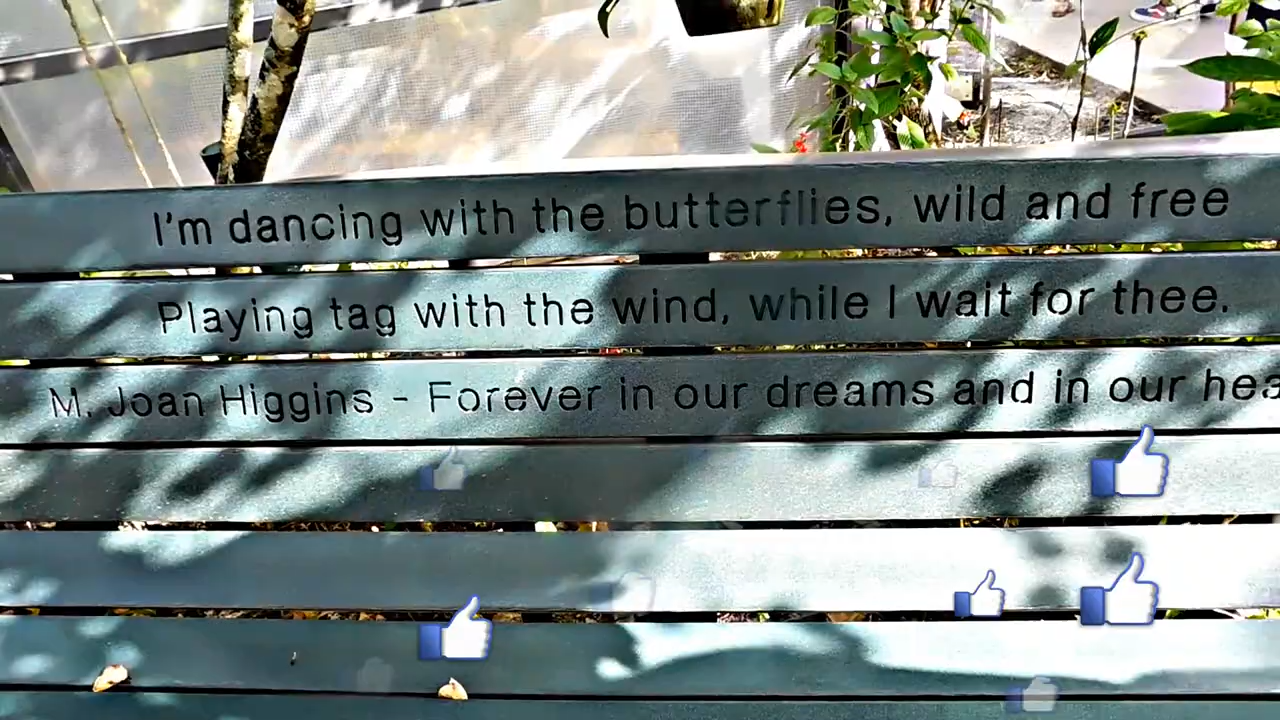 I'm dancing with the butterflies, wild and free
Playing tag with the wind, while I wait for thee.
M. Joan Higgins - Forever in our dreams and in our